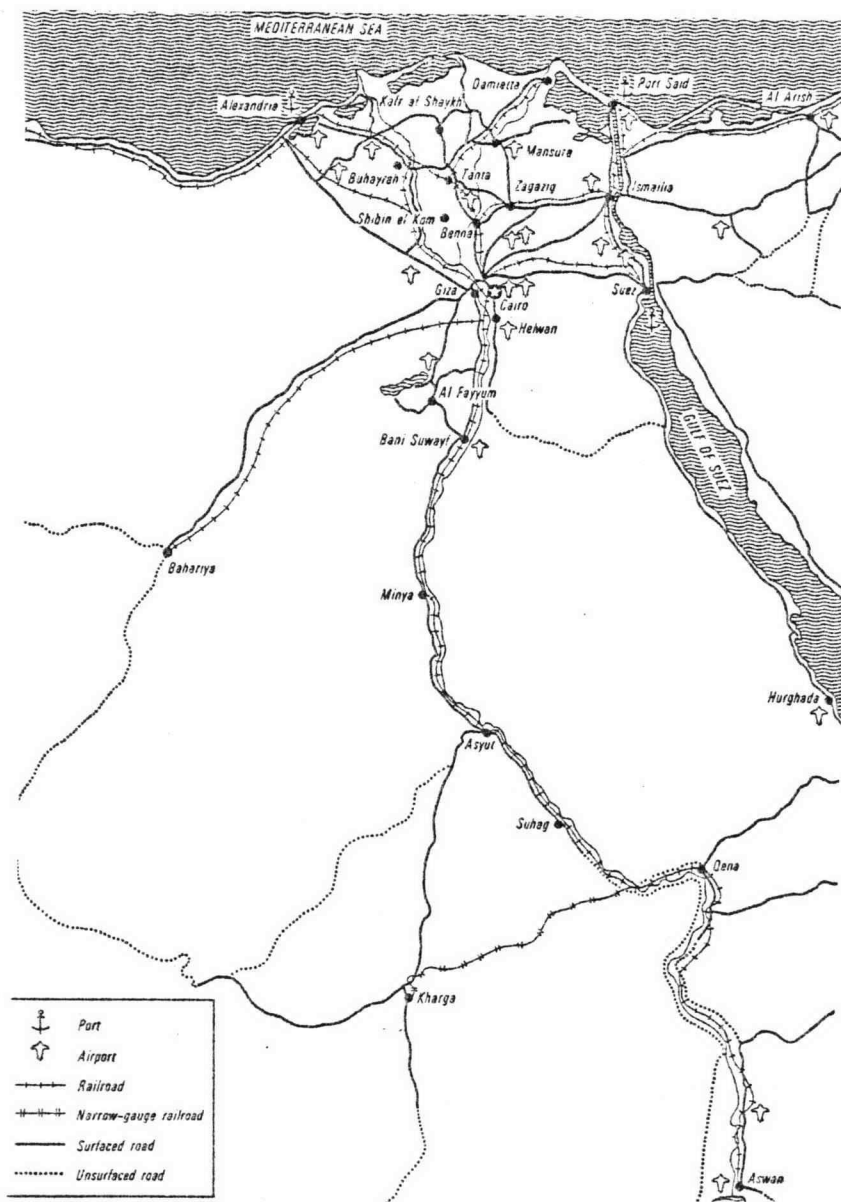 MEDITERRANEAN SEA
Damietta
Port Said
Alexandria
Kafr al Shaykh
Al Arish
Mansura
Buhayrah
Tanta
Zagazig
Ismailia
Shibin el Kom
Benha
Giza
Cairo
Suez
Helwan
Al Fayyum
Bani Suwayf
GULF OF SUEZ
Bahariya
Minya
Hurghada
Asyut
Suhag
Qena
Kharga
Port
Airport
Railroad
Narrow-gauge railroad
Surfaced road
Unsurfaced road
Aswan